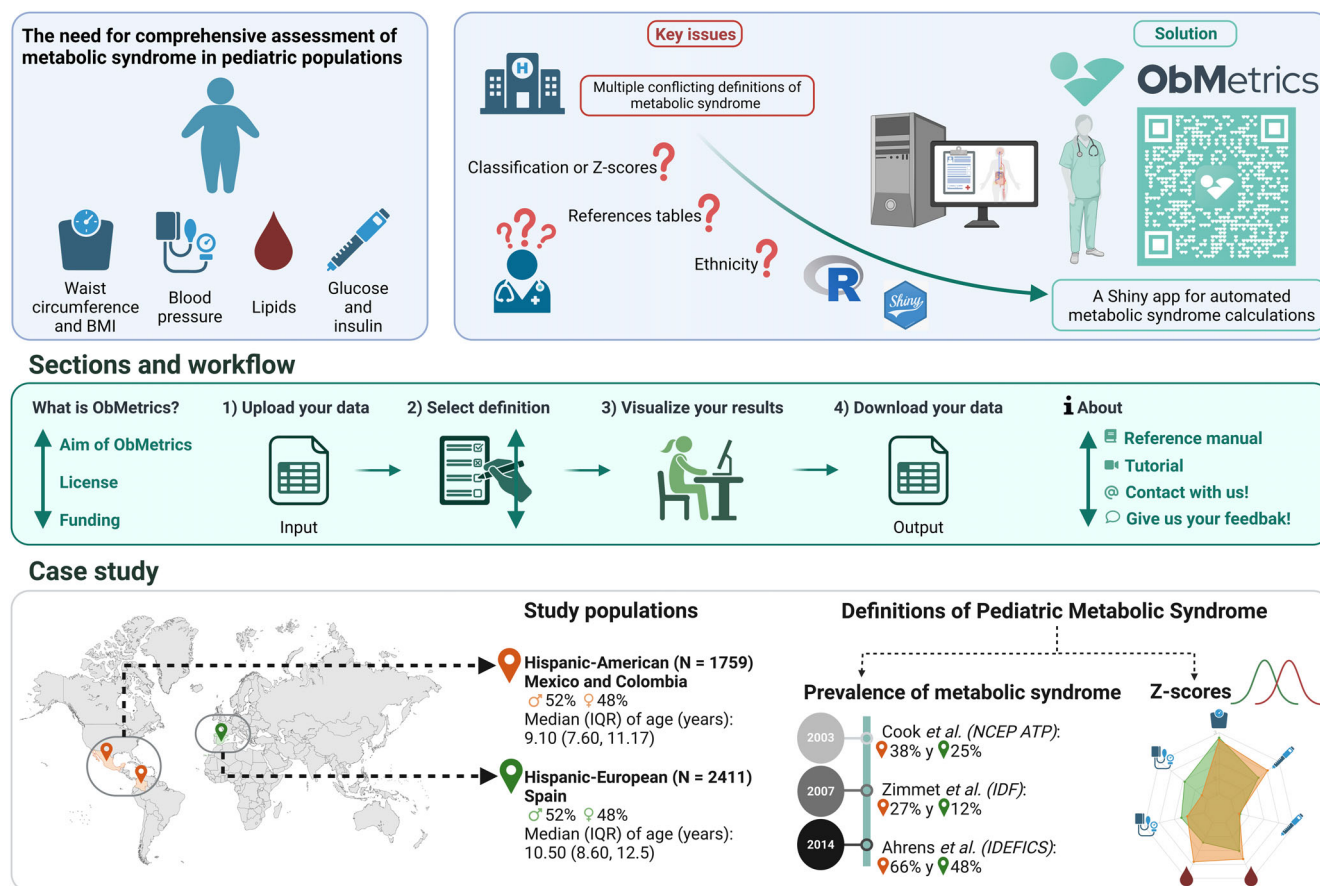 The need for comprehensive assessment of
metabolic syndrome in pediatric populations
Waist
circumference
and BMI
Blood
pressure
Lipids
Glucose
and
insulin
Key issues
H
Multiple conflicting definitions of
metabolic syndrome
Classification or Z-scores?
References tables?
Ethnicity?
???
R
Shiny
Solution
ObMetrics
A Shiny app for automated
metabolic syndrome calculations
Sections and workflow
What is ObMetrics?
Aim of ObMetrics
License
Funding
1) Upload your data
Input
2) Select definition
3) Visualize your results
4) Download your data
Output
i About
Reference manual
Tutorial
@ Contact with us!
Give us your feedbak!
Case study
Study populations
Hispanic-American (N = 1759)
Mexico and Colombia
♂ 52% ♀ 48%
Median (IQR) of age (years):
9.10 (7.60, 11.17)
Hispanic-European (N = 2411)
Spain
♂ 52% ♀ 48%
Median (IQR) of age (years):
10.50 (8.60, 12.5)
Definitions of Pediatric Metabolic Syndrome
Prevalence of metabolic syndrome
2003
Cook et al. (NCEP ATP):
38% y 25%
2007
Zimmet et al. (IDF):
27% y 12%
2014
Ahrens et al. (IDEFICS):
66% y 48%
Z-scores